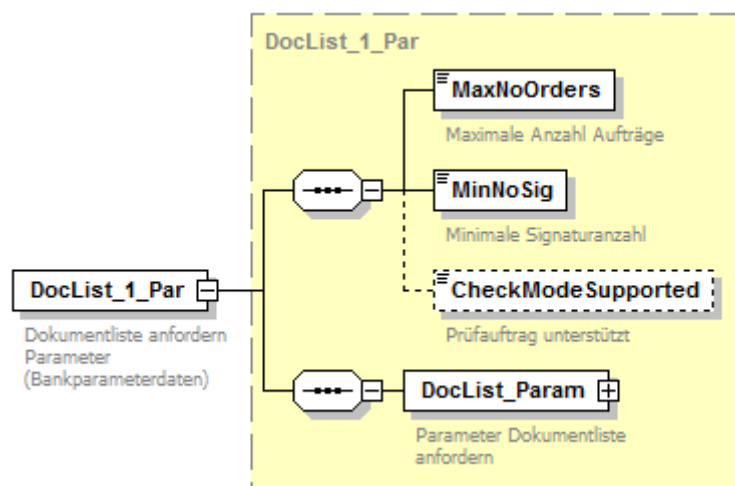 DocList_1_Par
MaxNoOrders
Maximale Anzahl Aufträge
MinNoSig
Minimale Signaturanzahl
DocList_1_Par
Dokumentliste anfordern
Parameter
(Bankparameterdaten)
CheckModeSupported
Prüfauftrag unterstützt
DocList_Param
Parameter Dokumentliste
anfordern